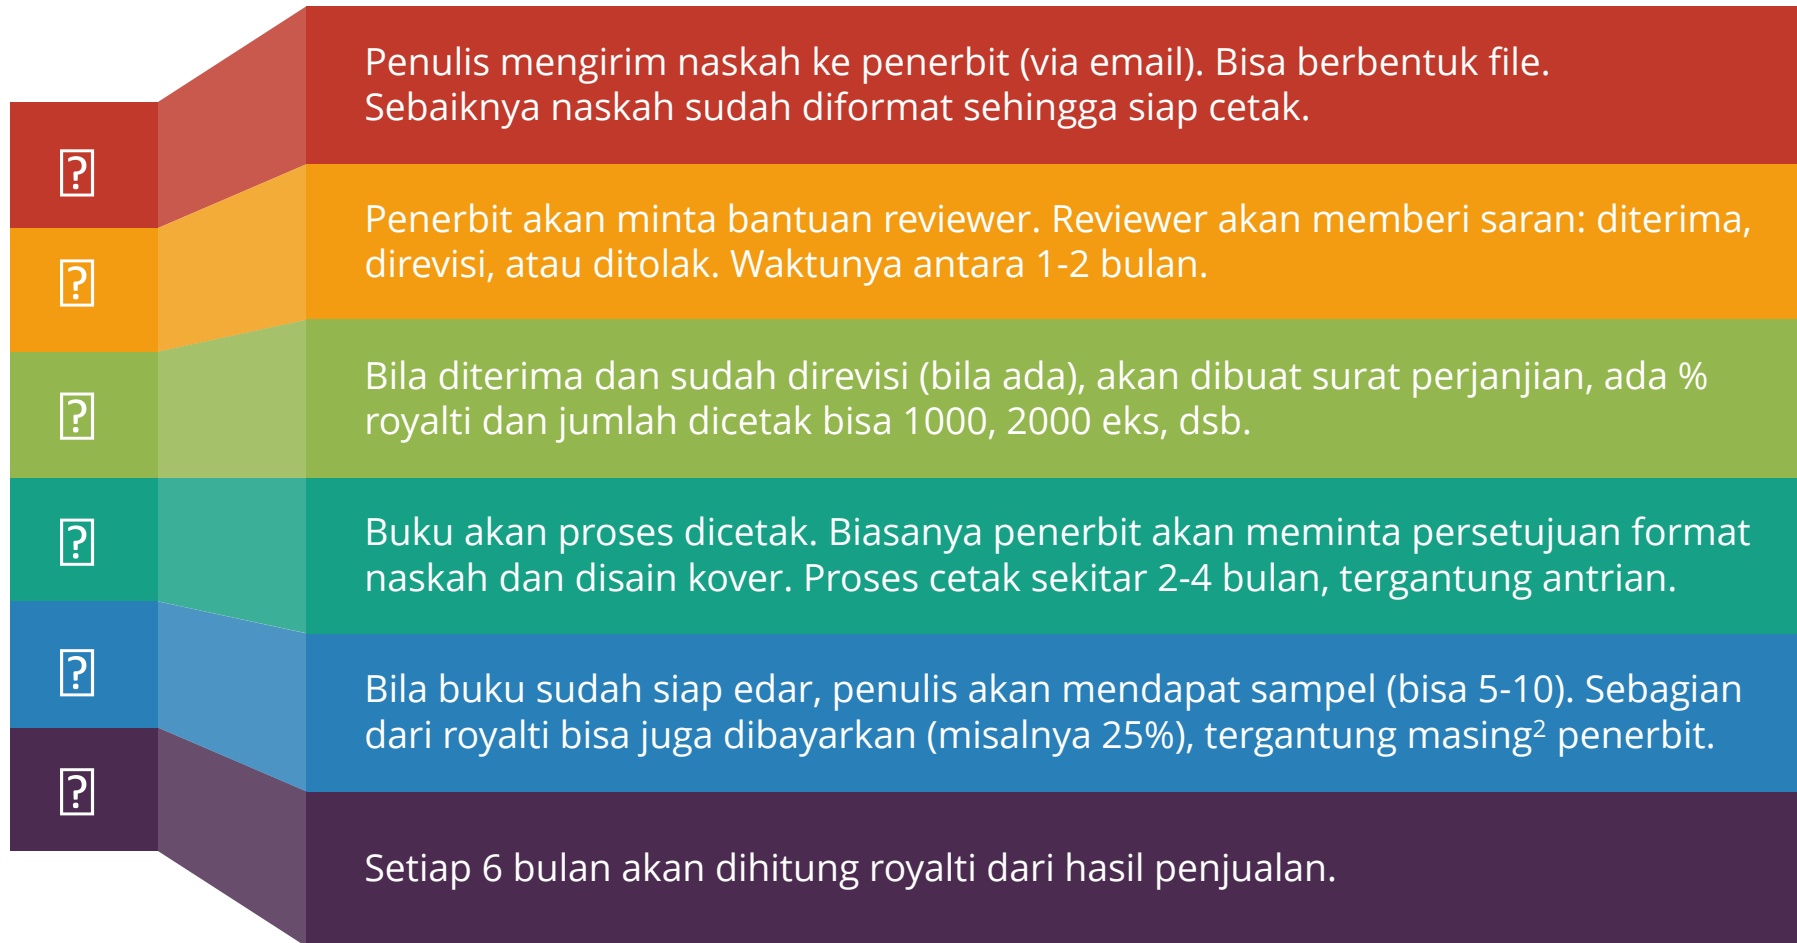 Penulis mengirim naskah ke penerbit (via email). Bisa berbentuk file.
Sebaiknya naskah sudah diformat sehingga siap cetak.
Penerbit akan minta bantuan reviewer. Reviewer akan memberi saran: diterima,
direvisi, atau ditolak. Waktunya antara 1-2 bulan.
Bila diterima dan sudah direvisi (bila ada), akan dibuat surat perjanjian, ada %
royalti dan jumlah dicetak bisa 1000, 2000 eks, dsb.
Buku akan proses dicetak. Biasanya penerbit akan meminta persetujuan format
naskah dan disain kover. Proses cetak sekitar 2-4 bulan, tergantung antrian.
Bila buku sudah siap edar, penulis akan mendapat sampel (bisa 5-10). Sebagian
dari royalti bisa juga dibayarkan (misalnya 25%), tergantung masing² penerbit.
Setiap 6 bulan akan dihitung royalti dari hasil penjualan.